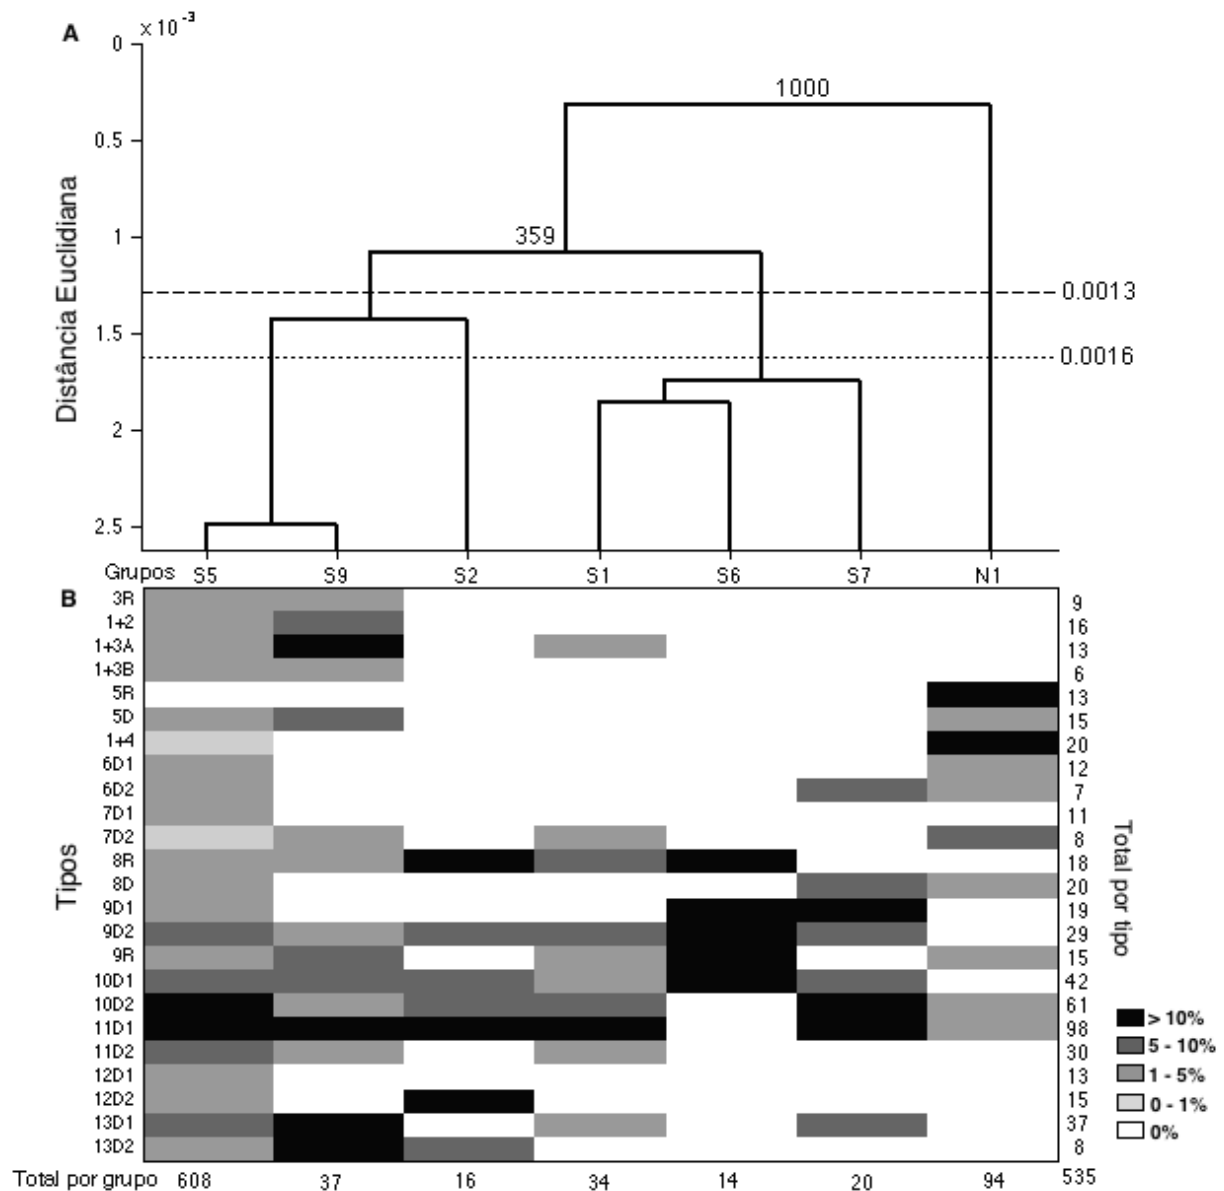 A
x 10⁻³
0
0.5
1
1.5
2
2.5
Distância Euclidiana
1000
359
0.0013
0.0016
Grupos S5 S9 S2 S1 S6 S7 N1
B
3R 9
1+2 16
1+3A 13
1+3B 6
5R 13
5D 15
1+4 20
6D1 12
6D2 7
7D1 11
7D2 8
8R 18
8D 20
9D1 19
9D2 29
9R 15
10D1 42
10D2 61
11D1 98
11D2 30
12D1 13
12D2 15
13D1 37
13D2 8
Tipos
Total por tipo
> 10%
5 - 10%
1 - 5%
0 - 1%
0%
Total por grupo 608 37 16 34 14 20 94 535